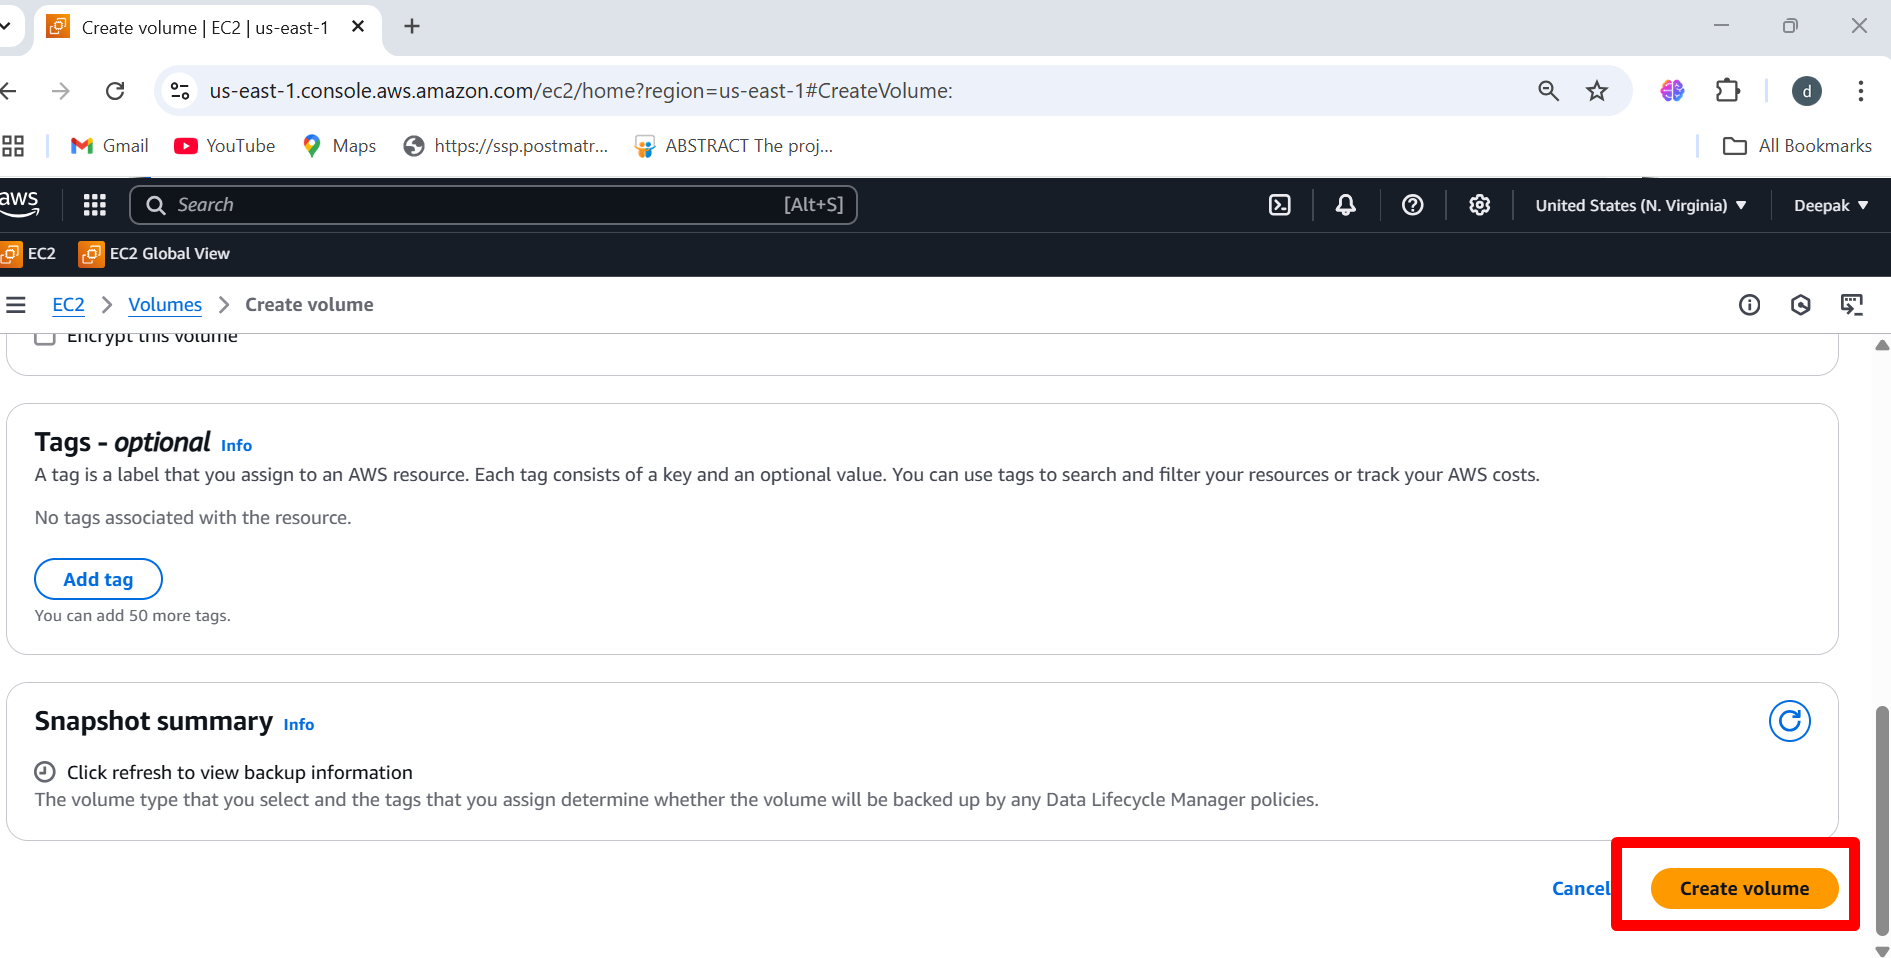 Create volume | EC2 | us-east-1
us-east-1.console.aws.amazon.com/ec2/home?region=us-east-1#CreateVolume:
d
Gmail
YouTube
Maps
https://ssp.postmatr...
ABSTRACT The proj...
All Bookmarks
aws
Search
[Alt+S]
United States (N. Virginia)
Deepak
EC2
EC2 Global View
EC2
Volumes
Create volume
Encrypt this volume
Tags - optional Info
A tag is a label that you assign to an AWS resource. Each tag consists of a key and an optional value. You can use tags to search and filter your resources or track your AWS costs.
No tags associated with the resource.
Add tag
You can add 50 more tags.
Snapshot summary Info
Click refresh to view backup information
The volume type that you select and the tags that you assign determine whether the volume will be backed up by any Data Lifecycle Manager policies.
Cancel
Create volume